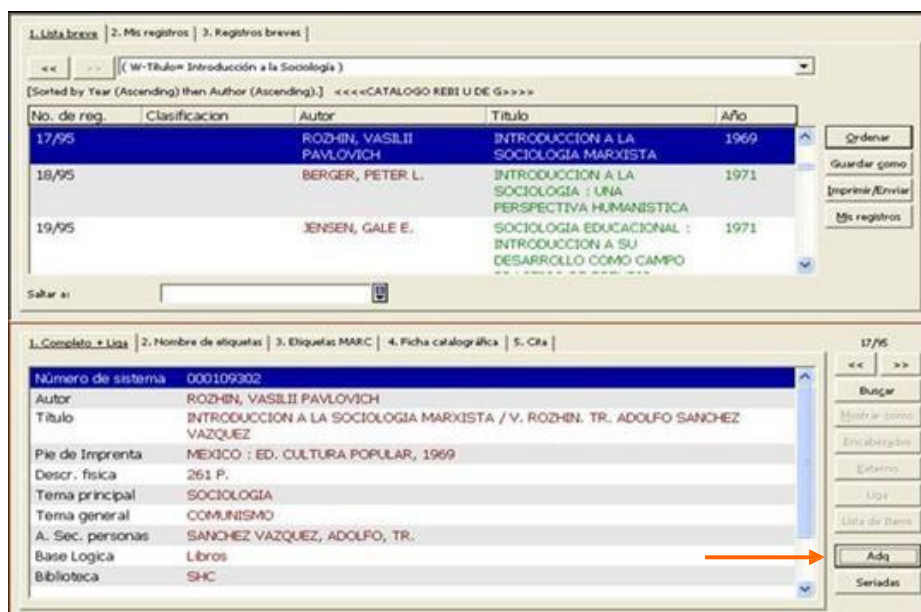 1. Lista breve 2. Mis registros 3. Registros breves
<< >> ( W-Título= Introducción a la Sociología )
[Sorted by Year (Ascending) then Author (Ascending).] <<<<CATALOGO REBI U DE G>>>>
No. de reg. Clasificacion Autor Titulo Año
17/95 ROZHIN, VASILII PAVLOVICH INTRODUCCION A LA SOCIOLOGIA MARXISTA 1969
18/95 BERGER, PETER L. INTRODUCCION A LA SOCIOLOGIA : UNA PERSPECTIVA HUMANISTICA 1971
19/95 JENSEN, GALE E. SOCIOLOGIA EDUCACIONAL : INTRODUCCION A SU DESARROLLO COMO CAMPO 1971
Ordenar
Guardar como
Imprimir/Enviar
Mis registros
Saltar a:
1. Completo + Liga 2. Nombre de etiquetas 3. Etiquetas MARC 4. Ficha catalográfica 5. Cita
17/95
<< >>
Número de sistema 000109302
Autor ROZHIN, VASILII PAVLOVICH
Titulo INTRODUCCION A LA SOCIOLOGIA MARXISTA / V. ROZHIN. TR. ADOLFO SANCHEZ
VAZQUEZ
Pie de Imprenta MEXICO : ED. CULTURA POPULAR, 1969
Descr. fisica 261 P.
Tema principal SOCIOLOGIA
Tema general COMUNISMO
A. Sec. personas SANCHEZ VAZQUEZ, ADOLFO, TR.
Base Logica Libros
Biblioteca SHC
Buscar
Mostrar como
Encabezados
Externo
Liga
Lista de Items
Adq
Seriadas